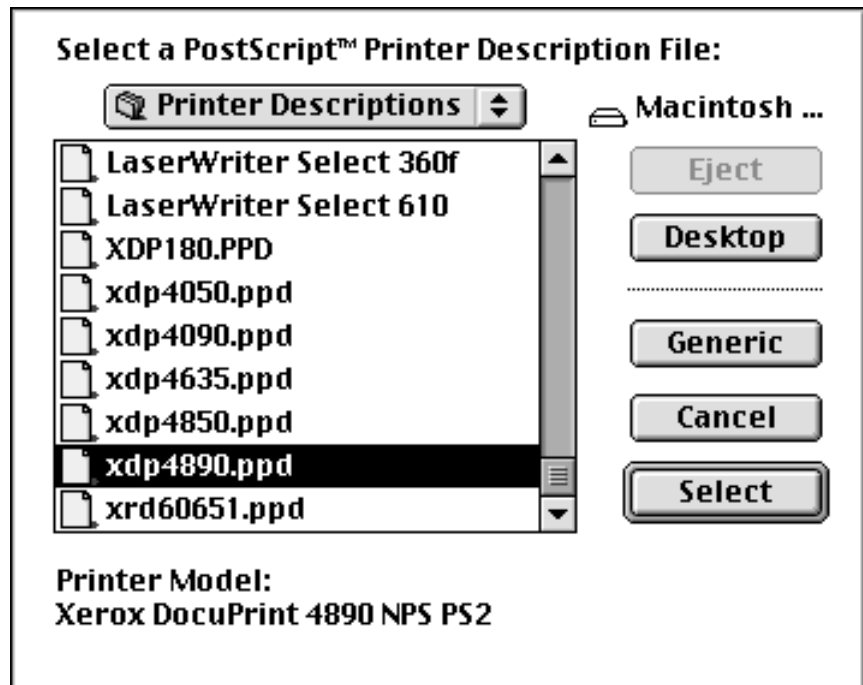 Select a PostScript™ Printer Description File:
Printer Descriptions
Macintosh ...
LaserWriter Select 360f
LaserWriter Select 610
XDP180.PPD
xdp4050.ppd
xdp4090.ppd
xdp4635.ppd
xdp4850.ppd
xdp4890.ppd
xrd60651.ppd
Eject
Desktop
Generic
Cancel
Select
Printer Model:
Xerox DocuPrint 4890 NPS PS2